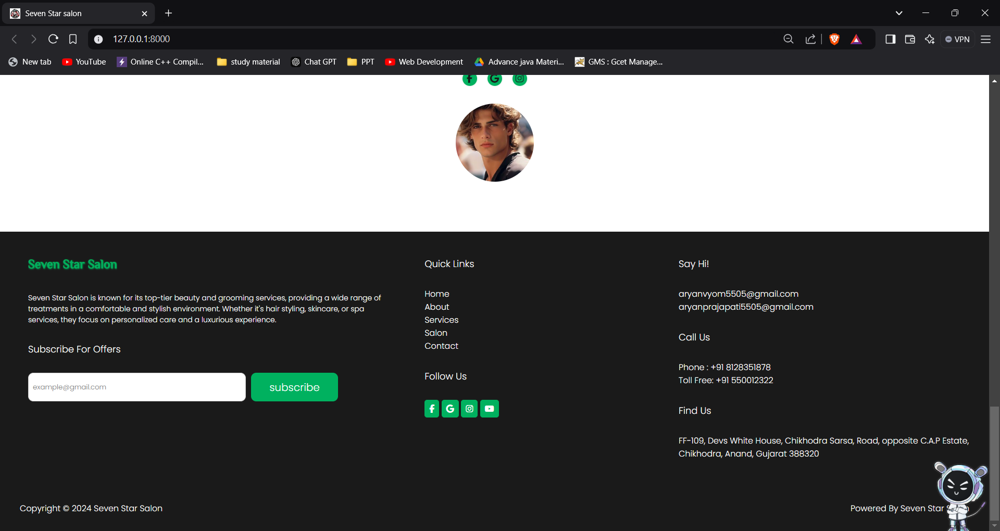 Seven Star salon
127.0.0.1:8000
VPN
New tab
YouTube
Online C++ Compil...
study material
Chat GPT
PPT
Web Development
Advance java Materi...
GMS : Gcet Manage...
Seven Star Salon
Seven Star Salon is known for its top-tier beauty and grooming services, providing a wide range of
treatments in a comfortable and stylish environment. Whether it's hair styling, skincare, or spa
services, they focus on personalized care and a luxurious experience.
Subscribe For Offers
example@gmail.com
subscribe
Quick Links
Home
About
Services
Salon
Contact
Follow Us
Say Hi!
aryanvyom5505@gmail.com
aryanprajapati5505@gmail.com
Call Us
Phone : +91 8128351878
Toll Free: +91 550012322
Find Us
FF-109, Devs White House, Chikhodra Sarsa, Road, opposite C.A.P Estate,
Chikhodra, Anand, Gujarat 388320
Copyright © 2024 Seven Star Salon
Powered By Seven Star